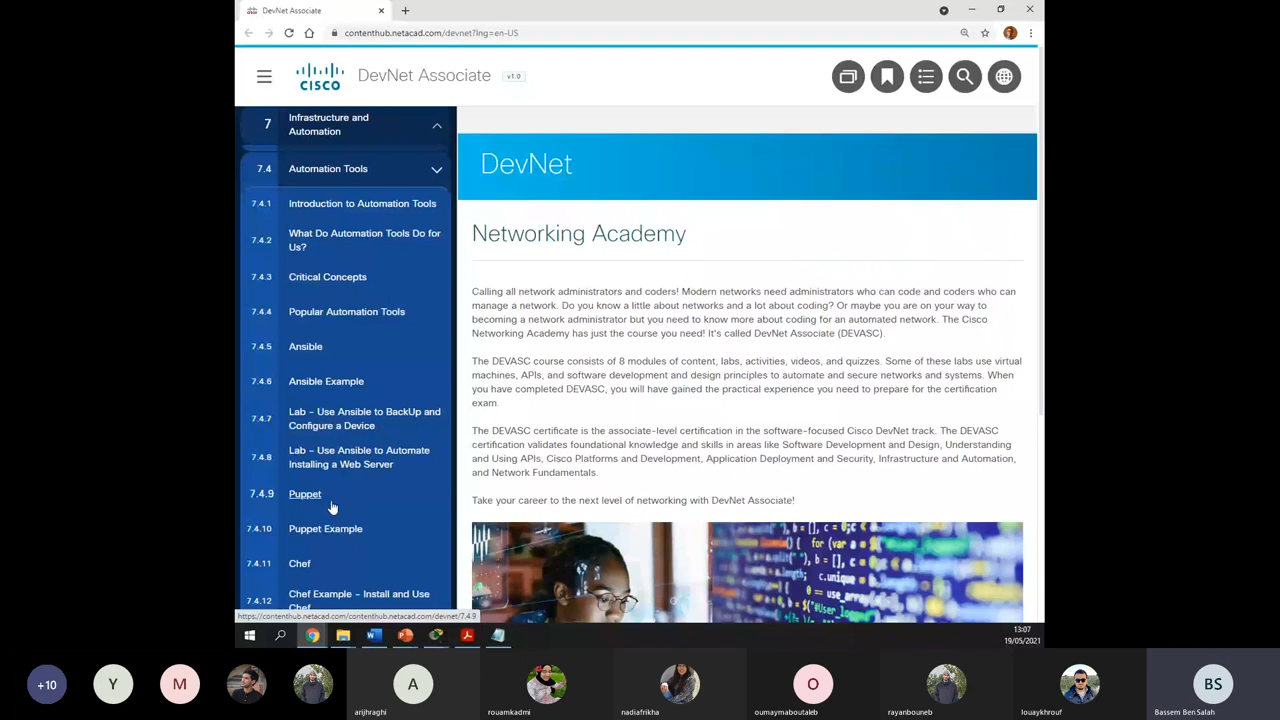 DevNet Associate
contenthub.netacad.com/devnet?lng=en-US
CISCO
DevNet Associate
v1.0
7
Infrastructure and
Automation
7.4
Automation Tools
7.4.1
Introduction to Automation Tools
7.4.2
What Do Automation Tools Do for
Us?
7.4.3
Critical Concepts
7.4.4
Popular Automation Tools
7.4.5
Ansible
7.4.6
Ansible Example
7.4.7
Lab – Use Ansible to BackUp and
Configure a Device
7.4.8
Lab – Use Ansible to Automate
Installing a Web Server
7.4.9
Puppet
7.4.10
Puppet Example
7.4.11
Chef
7.4.12
Chef Example – Install and Use
Chef
https://contenthub.netacad.com/contenthub.netacad.com/devnet/7.4.9
DevNet
Networking Academy
Calling all network administrators and coders! Modern networks need administrators who can code and coders who can
manage a network. Do you know a little about networks and a lot about coding? Or maybe you are on your way to
becoming a network administrator but you need to know more about coding for an automated network. The Cisco
Networking Academy has just the course you need! It's called DevNet Associate (DEVASC).
The DEVASC course consists of 8 modules of content, labs, activities, videos, and quizzes. Some of these labs use virtual
machines, APIs, and software development and design principles to automate and secure networks and systems. When
you have completed DEVASC, you will have gained the practical experience you need to prepare for the certification
exam.
The DEVASC certificate is the associate-level certification in the software-focused Cisco DevNet track. The DEVASC
certification validates foundational knowledge and skills in areas like Software Development and Design, Understanding
and Using APIs, Cisco Platforms and Development, Application Deployment and Security, Infrastructure and Automation,
and Network Fundamentals.
Take your career to the next level of networking with DevNet Associate!
13:07
19/05/2021
+10
Y
M
A
arijhraghi
rouamkadmi
nadiafrikha
O
oumaymaboutaleb
rayanbouneb
louaykhrouf
BS
Bassem Ben Salah